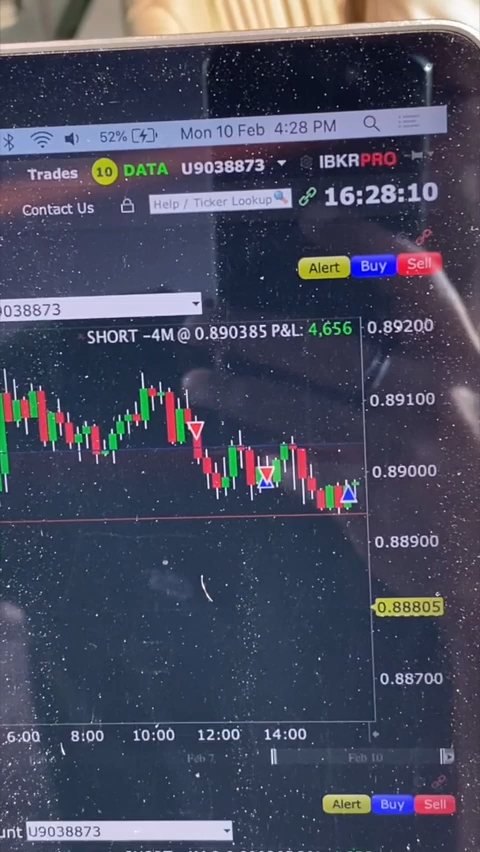 52% Mon 10 Feb 4:28 PM
Trades 10 DATA U9038873 IBKRPRO
Contact Us Help / Ticker Lookup 16:28:10
Alert Buy Sell
038873
SHORT -4M @ 0.890385 P&L: 4,656 0.89200
0.89100
0.89000
0.88900
0.88805
0.88700
6:00 8:00 10:00 12:00 14:00
Feb 7 Feb 10
Alert Buy Sell
unt U9038873